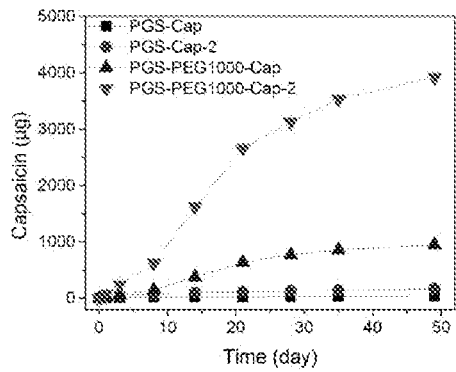 5000
PGS-Cap
PGS-Cap-2
PGS-PEG1000-Cap
PGS-PEG1000-Cap-2
4000
3000
2000
1000
0
Capsaicin (µg)
0 10 20 30 40 50
Time (day)